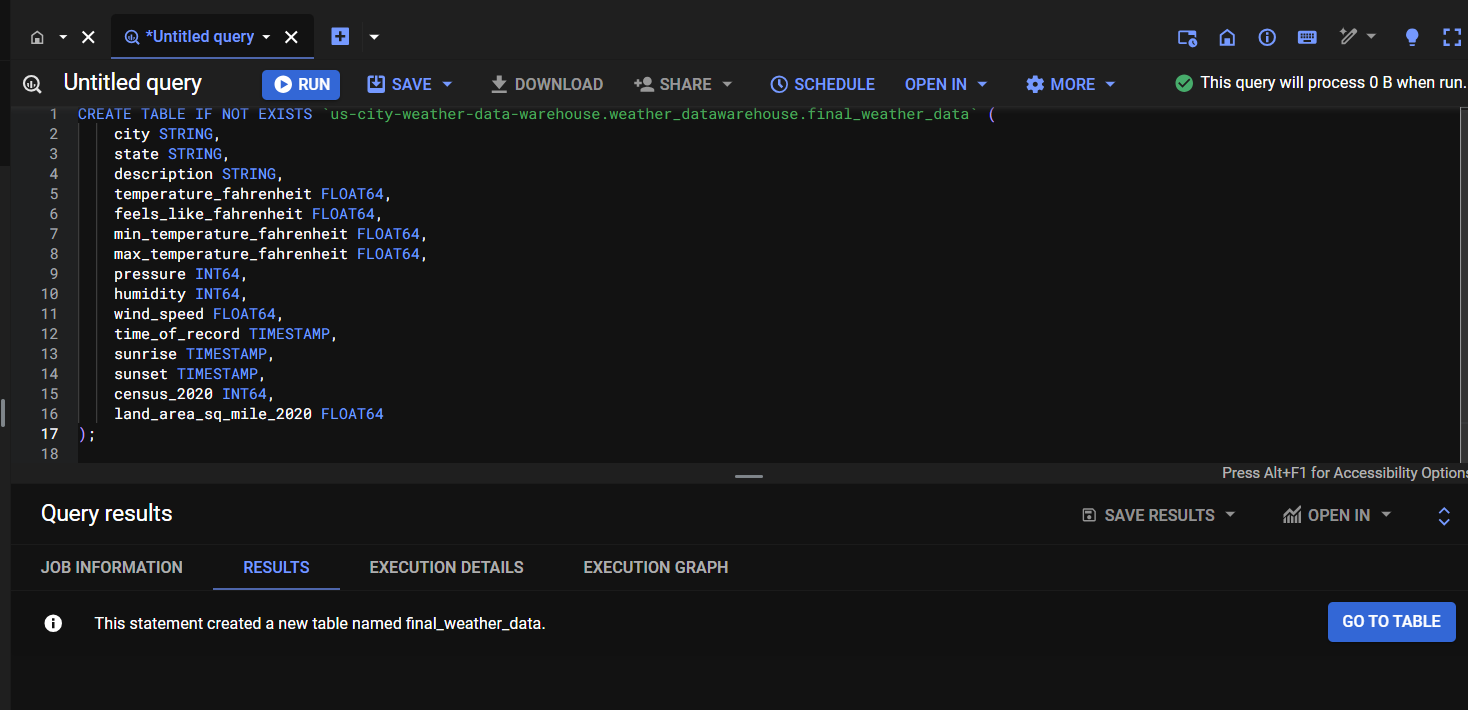 *Untitled query
Untitled query RUN SAVE DOWNLOAD SHARE SCHEDULE OPEN IN MORE This query will process 0 B when run.
1 CREATE TABLE IF NOT EXISTS `us-city-weather-data-warehouse.weather_datawarehouse.final_weather_data` (
2 city STRING,
3 state STRING,
4 description STRING,
5 temperature_fahrenheit FLOAT64,
6 feels_like_fahrenheit FLOAT64,
7 min_temperature_fahrenheit FLOAT64,
8 max_temperature_fahrenheit FLOAT64,
9 pressure INT64,
10 humidity INT64,
11 wind_speed FLOAT64,
12 time_of_record TIMESTAMP,
13 sunrise TIMESTAMP,
14 sunset TIMESTAMP,
15 census_2020 INT64,
16 land_area_sq_mile_2020 FLOAT64
17 );
18
Press Alt+F1 for Accessibility Options
Query results SAVE RESULTS OPEN IN
JOB INFORMATION RESULTS EXECUTION DETAILS EXECUTION GRAPH
This statement created a new table named final_weather_data. GO TO TABLE